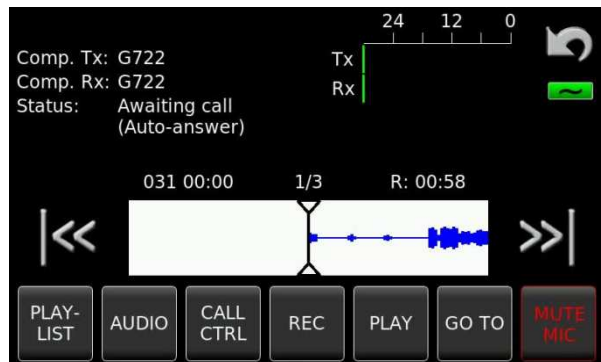 24 12 0
Comp. Tx: G722
Tx
Comp. Rx: G722
Rx
Status: Awaiting call
(Auto-answer)
031 00:00 1/3 R: 00:58
PLAY-
LIST
AUDIO
CALL
CTRL
REC
PLAY
GO TO
MUTE
MIC